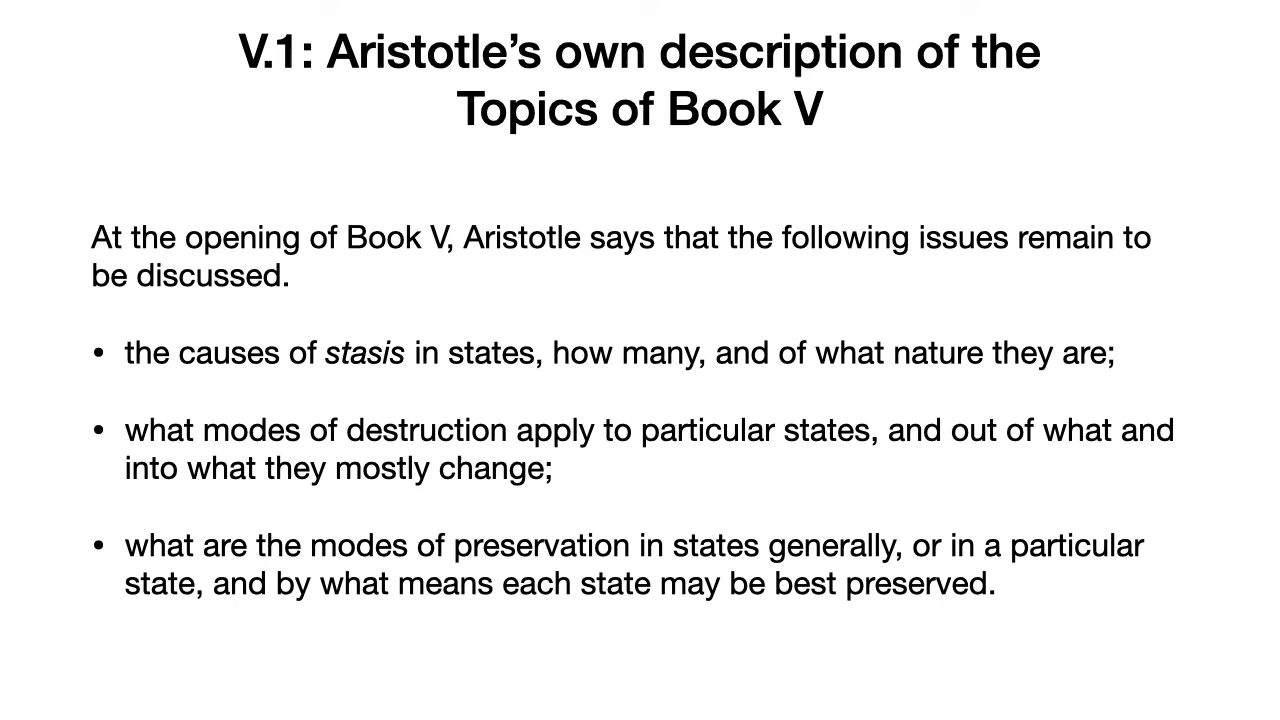 V.1: Aristotle’s own description of the
Topics of Book V
At the opening of Book V, Aristotle says that the following issues remain to
be discussed.
• the causes of stasis in states, how many, and of what nature they are;
• what modes of destruction apply to particular states, and out of what and
into what they mostly change;
• what are the modes of preservation in states generally, or in a particular
state, and by what means each state may be best preserved.